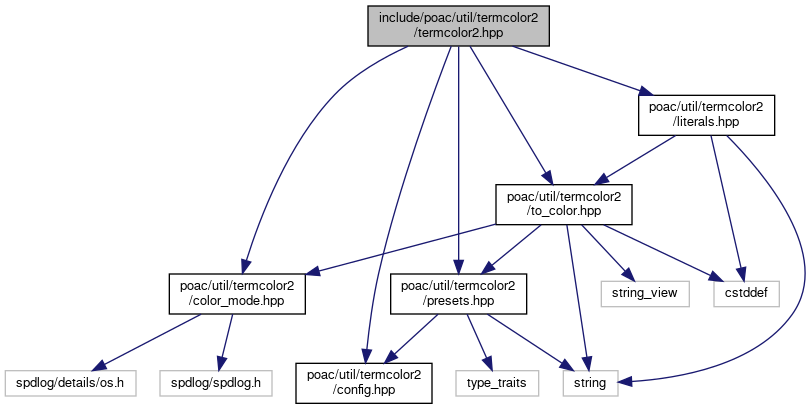 include/poac/util/termcolor2
/termcolor2.hpp
poac/util/termcolor2
/literals.hpp
poac/util/termcolor2
/to_color.hpp
poac/util/termcolor2
/color_mode.hpp
poac/util/termcolor2
/presets.hpp
string_view
cstddef
spdlog/details/os.h
spdlog/spdlog.h
poac/util/termcolor2
/config.hpp
type_traits
string